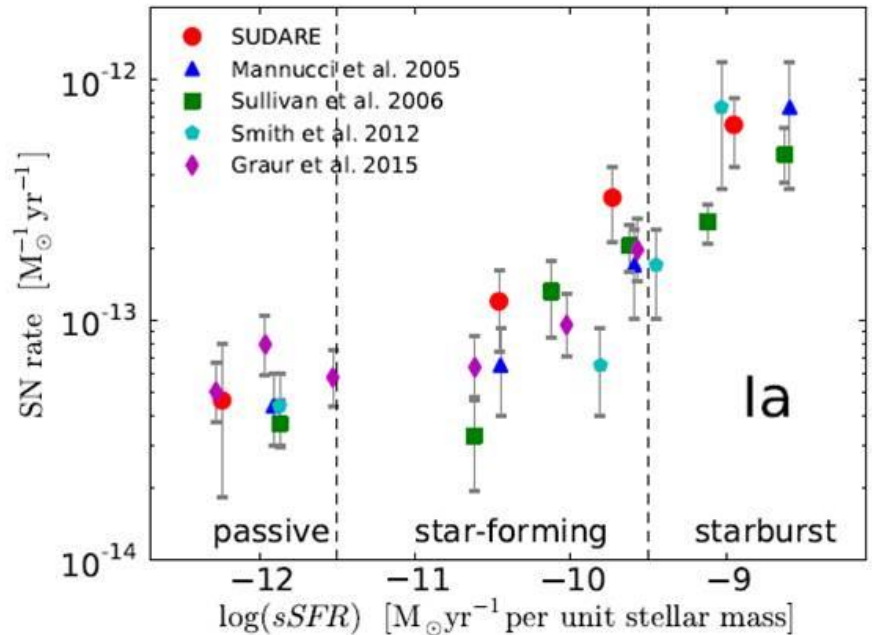 SUDARE
Mannucci et al. 2005
Sullivan et al. 2006
Smith et al. 2012
Graur et al. 2015
10⁻¹²
10⁻¹³
10⁻¹⁴
SN rate [M⊙⁻¹ yr⁻¹]
Ia
passive
star-forming
starburst
−12
−11
−10
−9
log(sSFR) [M⊙yr⁻¹ per unit stellar mass]